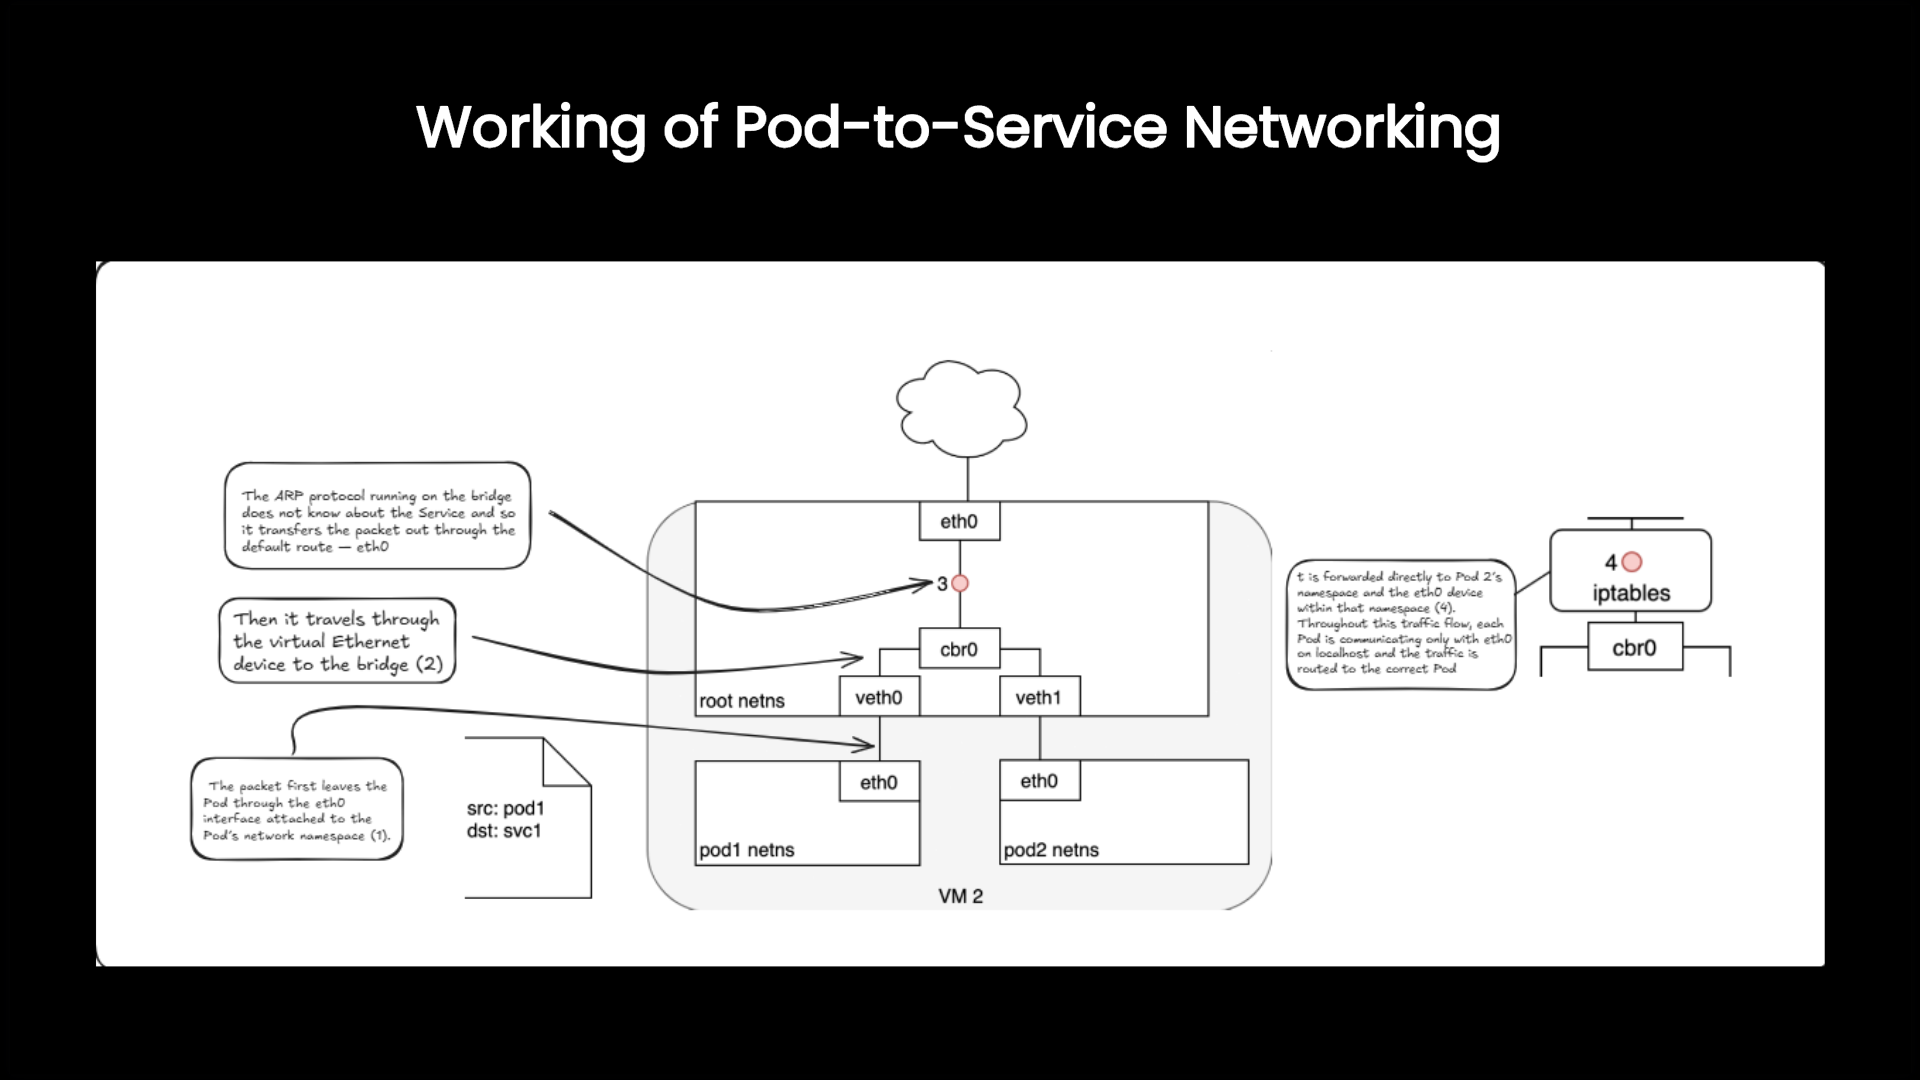 Working of Pod-to-Service Networking
The ARP protocol running on the bridge
does not know about the Service and so
it transfers the packet out through the
default route — eth0
Then it travels through
the virtual Ethernet
device to the bridge (2)
The packet first leaves the
Pod through the eth0
interface attached to the
Pod's network namespace (1).
src: pod1
dst: svc1
eth0
3
cbr0
veth0
veth1
root netns
eth0
eth0
pod1 netns
pod2 netns
VM 2
t is forwarded directly to Pod 2's
namespace and the eth0 device
within that namespace (4).
Throughout this traffic flow, each
Pod is communicating only with eth0
on localhost and the traffic is
routed to the correct Pod
4
iptables
cbr0